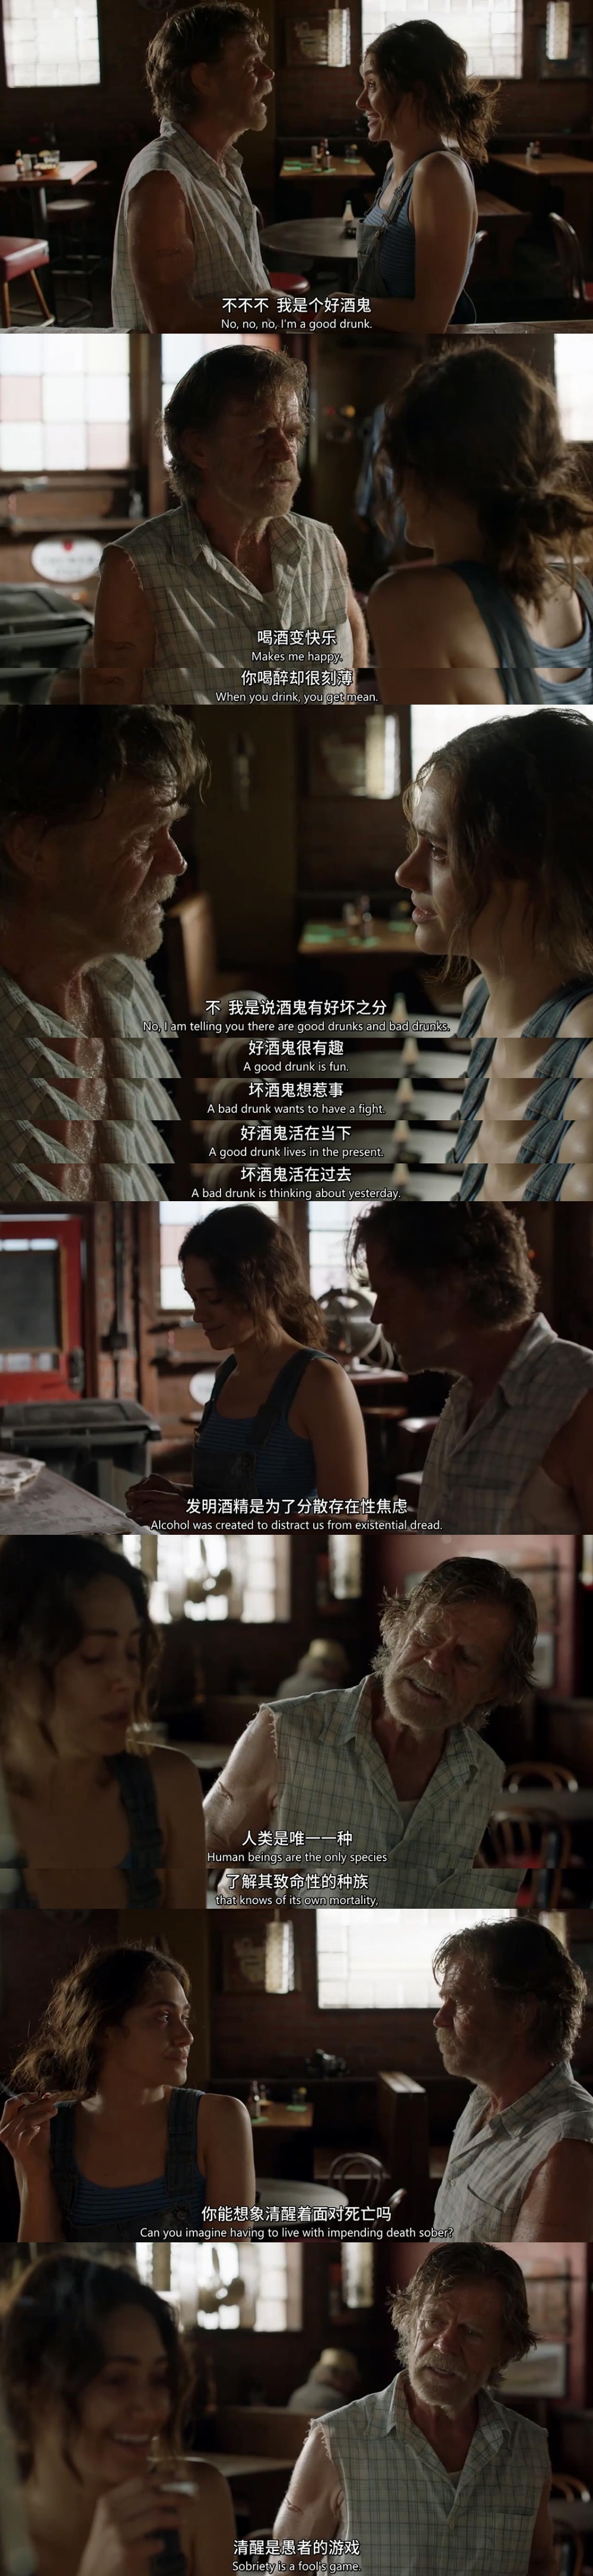 不不不 我是个好酒鬼
No, no, no, I'm a good drunk.
喝酒变快乐
Makes me happy.
你喝醉却很刻薄
When you drink, you get mean.
不 我是说酒鬼有好坏之分
No, I am telling you there are good drunks and bad drunks.
好酒鬼很有趣
A good drunk is fun.
坏酒鬼想惹事
A bad drunk wants to have a fight.
好酒鬼活在当下
A good drunk lives in the present.
坏酒鬼活在过去
A bad drunk is thinking about yesterday.
发明酒精是为了分散存在性焦虑
Alcohol was created to distract us from existential dread.
人类是唯一一种
Human beings are the only species
了解其致命性的种族
that knows of its own mortality,
你能想象清醒着面对死亡吗
Can you imagine having to live with impending death sober?
清醒是愚者的游戏
Sobriety is a fool's game.